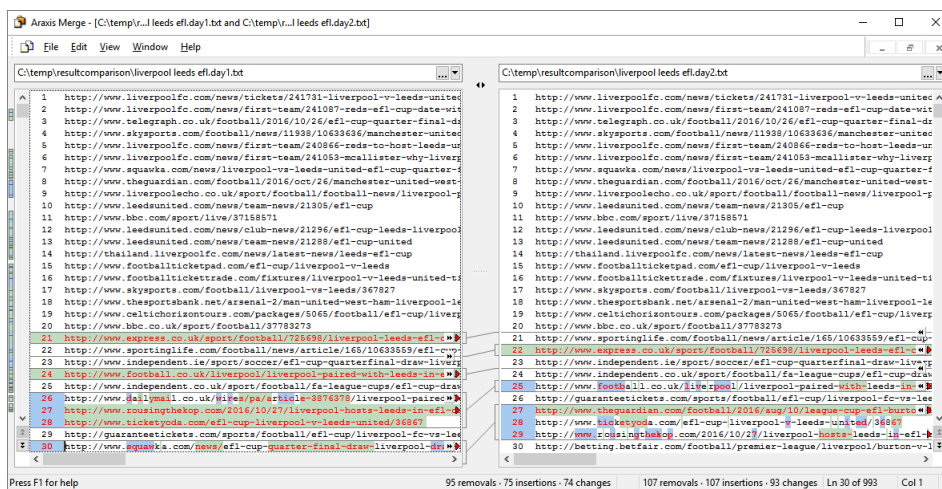 Araxis Merge - [C:\temp\r...l leeds efl.day1.txt and C:\temp\r...l leeds efl.day2.txt]
File Edit View Window Help
C:\temp\resultcomparison\liverpool leeds efl.day1.txt
1 http://www.liverpoolfc.com/news/tickets/241731-liverpool-v-leeds-united
2 http://www.liverpoolfc.com/news/first-team/241087-reds-efl-cup-date-wit
3 http://www.telegraph.co.uk/football/2016/10/26/efl-cup-quarter-final-dr
4 http://www.skysports.com/football/news/11938/10633636/manchester-united
5 http://www.liverpoolfc.com/news/first-team/240866-reds-to-host-leeds-un
6 http://www.liverpoolfc.com/news/first-team/241053-mcallister-why-liverp
7 http://www.squawka.com/news/liverpool-vs-leeds-united-efl-cup-quarter-f
8 http://www.theguardian.com/football/2016/oct/26/manchester-united-west-
9 http://www.liverpoolecho.co.uk/sport/football/football-news/liverpool-p
10 http://www.leedsunited.com/news/team-news/21305/efl-cup
11 http://www.bbc.com/sport/live/37158571
12 http://www.leedsunited.com/news/club-news/21296/efl-cup-leeds-liverpool
13 http://www.leedsunited.com/news/team-news/21288/efl-cup-united
14 http://thailand.liverpoolfc.com/news/latest-news/leeds-efl-cup
15 http://www.footballticketpad.com/efl-cup/liverpool-v-leeds
16 http://www.footballtickettrade.com/fixtures/liverpool-v-leeds-united-ti
17 http://www.skysports.com/football/liverpool-vs-leeds/367827
18 http://www.thesportsbank.net/arsenal-2/man-united-west-ham-liverpool-le
19 http://www.celtichorizontours.com/packages/5065/football/efl-cup/liverp
20 http://www.bbc.co.uk/sport/football/37783273
21 http://www.express.co.uk/sport/football/725698/liverpool-leeds-efl-c
22 http://www.sportinglife.com/football/news/article/165/10633559/efl-cup-
23 http://www.independent.ie/sport/soccer/efl-cup-quarterfinal-draw-liverp
24 http://www.football.co.uk/liverpool/liverpool-paired-with-leeds-in-e
25 http://www.independent.co.uk/sport/football/fa-league-cups/efl-cup-draw
26 http://www.dailymail.co.uk/wires/pa/article-3876378/liverpool-paired
27 http://www.rousingthekop.com/2016/10/27/liverpool-hosts-leeds-in-efl-c
28 http://www.ticketyoda.com/efl-cup-liverpool-v-leeds-united/36867
29 http://guaranteetickets.com/sports/football/efl-cup/liverpool-fc-vs-lee
30 http://www.squawka.com/news/efl-cup-quarter-final-draw-liverpool-dr
C:\temp\resultcomparison\liverpool leeds efl.day2.txt
1 http://www.liverpoolfc.com/news/tickets/241731-liverpool-v-leeds-united
2 http://www.liverpoolfc.com/news/first-team/241087-reds-efl-cup-date-wit
3 http://www.telegraph.co.uk/football/2016/10/26/efl-cup-quarter-final-dr
4 http://www.skysports.com/football/news/11938/10633636/manchester-united
5 http://www.liverpoolfc.com/news/first-team/240866-reds-to-host-leeds-un
6 http://www.liverpoolfc.com/news/first-team/241053-mcallister-why-liverp
7 http://www.squawka.com/news/liverpool-vs-leeds-united-efl-cup-quarter-f
8 http://www.theguardian.com/football/2016/oct/26/manchester-united-west-
9 http://www.liverpoolecho.co.uk/sport/football/football-news/liverpool-p
10 http://www.leedsunited.com/news/team-news/21305/efl-cup
11 http://www.bbc.com/sport/live/37158571
12 http://www.leedsunited.com/news/club-news/21296/efl-cup-leeds-liverpool
13 http://www.leedsunited.com/news/team-news/21288/efl-cup-united
14 http://thailand.liverpoolfc.com/news/latest-news/leeds-efl-cup
15 http://www.footballticketpad.com/efl-cup/liverpool-v-leeds
16 http://www.footballtickettrade.com/fixtures/liverpool-v-leeds-united-ti
17 http://www.skysports.com/football/liverpool-vs-leeds/367827
18 http://www.thesportsbank.net/arsenal-2/man-united-west-ham-liverpool-le
19 http://www.celtichorizontours.com/packages/5065/football/efl-cup/liverp
20 http://www.bbc.co.uk/sport/football/37783273
21 http://www.sportinglife.com/football/news/article/165/10633559/efl-cup-
22 http://www.express.co.uk/sport/football/725698/liverpool-leeds-efl-c
23 http://www.independent.ie/sport/soccer/efl-cup-quarterfinal-draw-liverp
24 http://www.independent.co.uk/sport/football/fa-league-cups/efl-cup-draw
25 http://www.football.co.uk/liverpool/liverpool-paired-with-leeds-in-
26 http://guaranteetickets.com/sports/football/efl-cup/liverpool-fc-vs-lee
27 http://www.theguardian.com/football/2016/aug/10/league-cup-efl-burto
28 http://www.ticketyoda.com/efl-cup-liverpool-v-leeds-united/36867
29 http://www.rousingthekop.com/2016/10/27/liverpool-hosts-leeds-in-efl-
30 http://betting.betfair.com/football/premier-league/liverpool/burton-v-l
Press F1 for help
95 removals · 75 insertions · 74 changes
107 removals · 107 insertions · 93 changes
Ln 30 of 993
Col 1